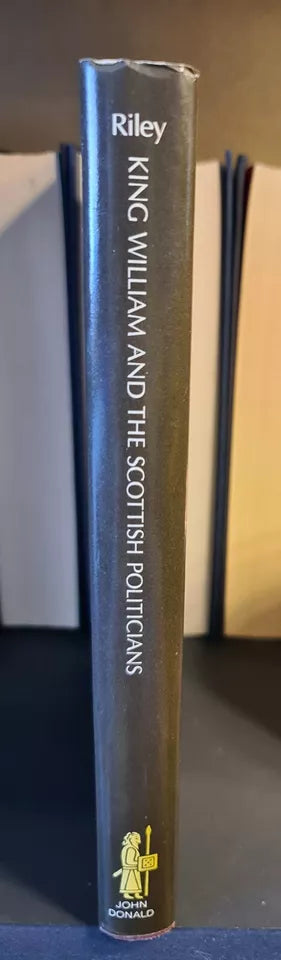 Riley
KING WILLIAM AND THE SCOTTISH POLITICIANS
JOHN
DONALD